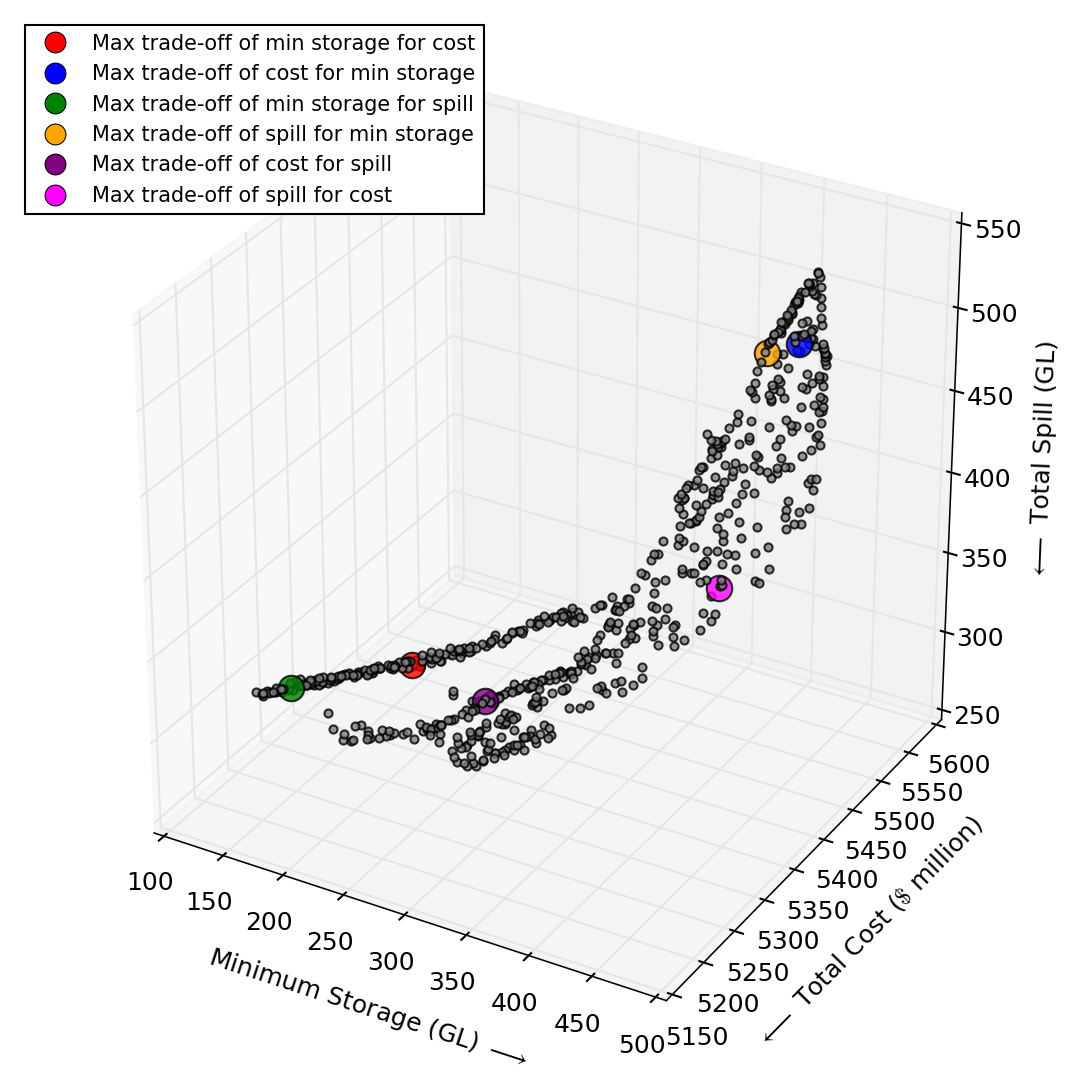 Max trade-off of min storage for cost
Max trade-off of cost for min storage
Max trade-off of min storage for spill
Max trade-off of spill for min storage
Max trade-off of cost for spill
Max trade-off of spill for cost
550
500
450
400
350
300
250
← Total Spill (GL)
5600
5550
5500
5450
5400
5350
5300
5250
5200
5150
← Total Cost ($ million)
100
150
200
250
300
350
400
450
500
Minimum Storage (GL) →